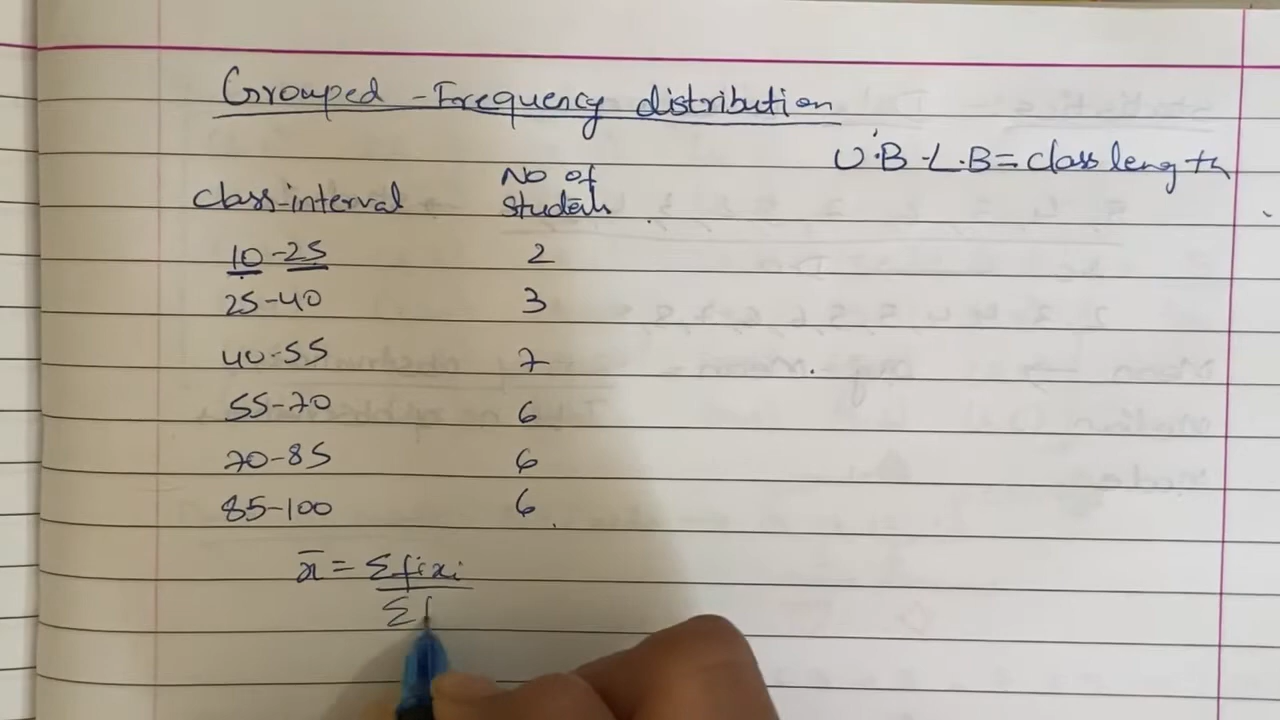 Grouped - Frequency distribution
U.B - L.B = class length
class-interval No of Students
10-25 2
25-40 3
40-55 7
55-70 6
70-85 6
85-100 6
x̄ = Σfixi
Σf